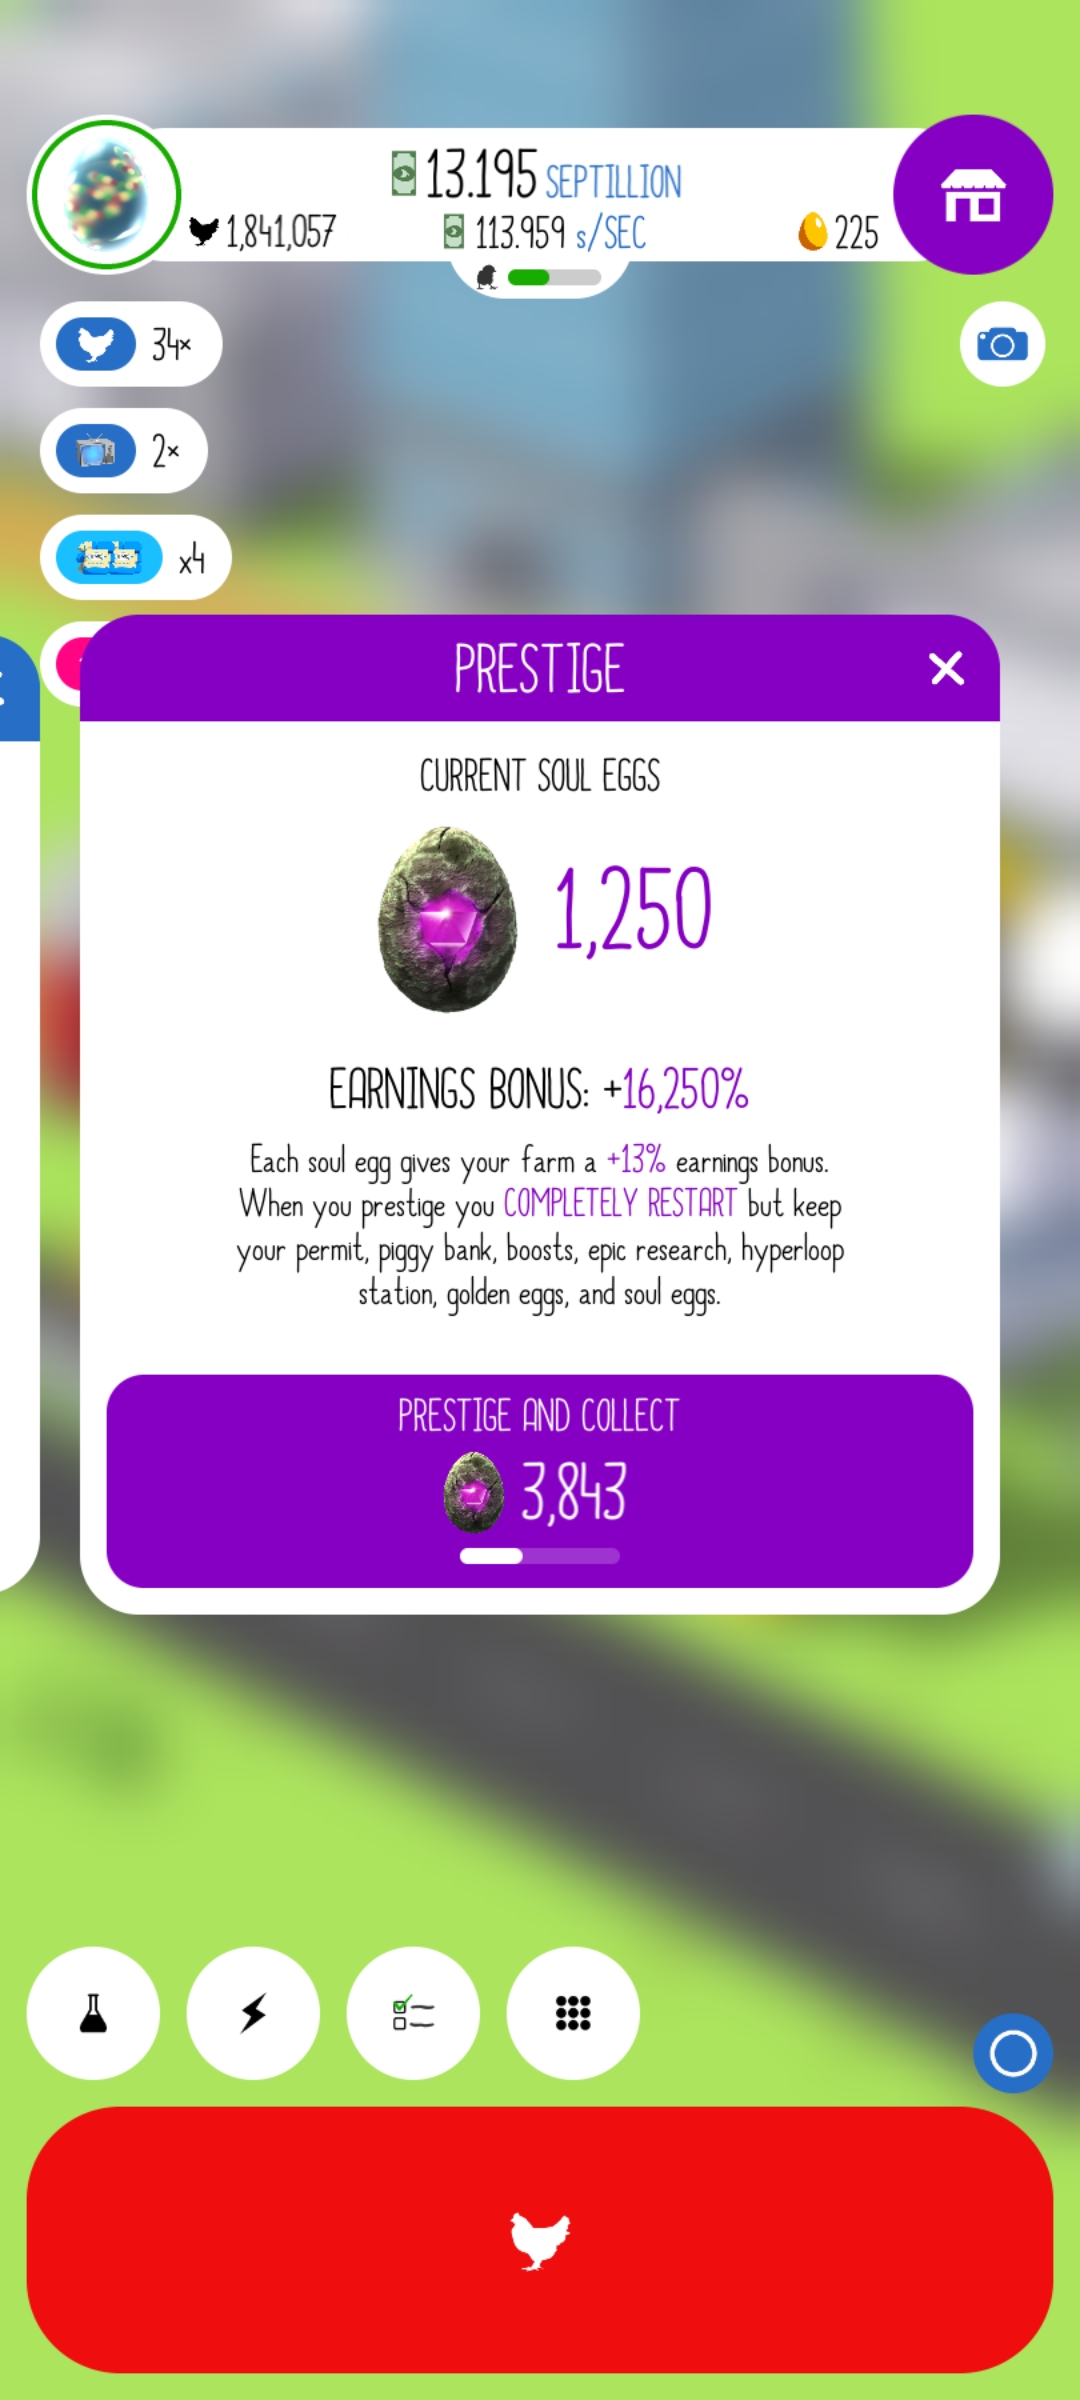 13.195 SEPTILLION
1,841,057
113.959 s/SEC
225
34×
2×
x4
PRESTIGE
CURRENT SOUL EGGS
1,250
EARNINGS BONUS: +16,250%
Each soul egg gives your farm a +13% earnings bonus.
When you prestige you COMPLETELY RESTART but keep
your permit, piggy bank, boosts, epic research, hyperloop
station, golden eggs, and soul eggs.
PRESTIGE AND COLLECT
3,843